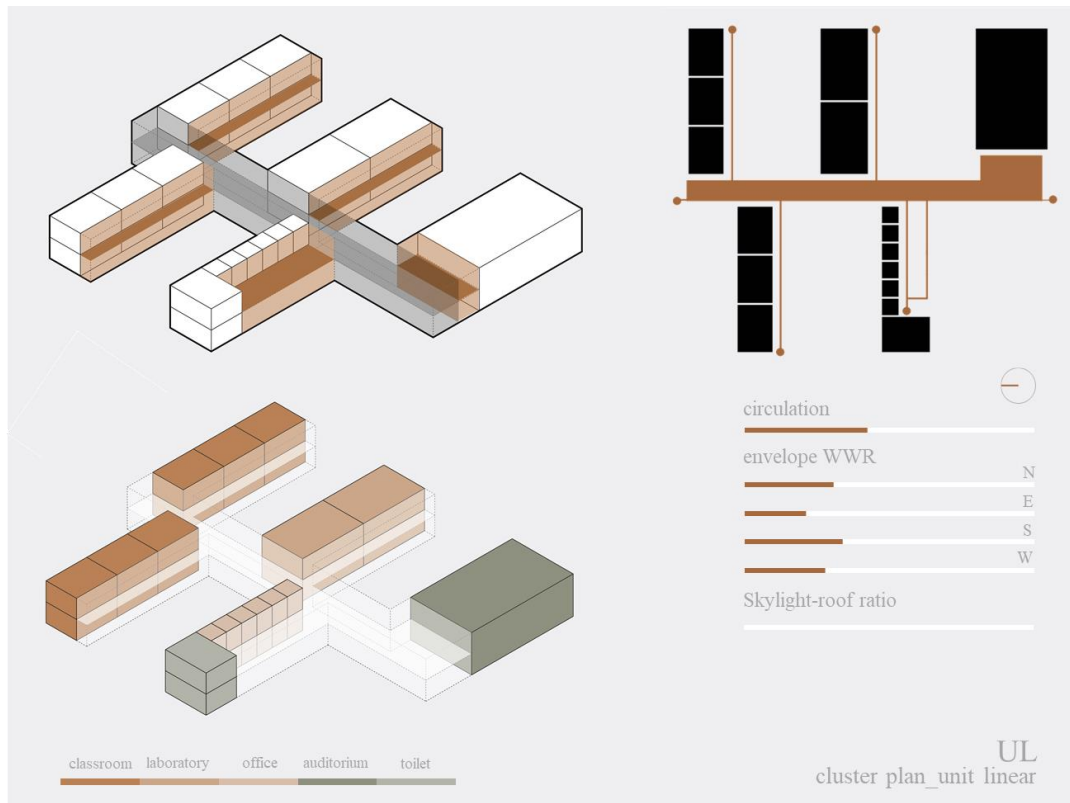 circulation
envelope WWR
N
E
S
W
Skylight-roof ratio
classroom laboratory office auditorium toilet
UL
cluster plan_unit linear